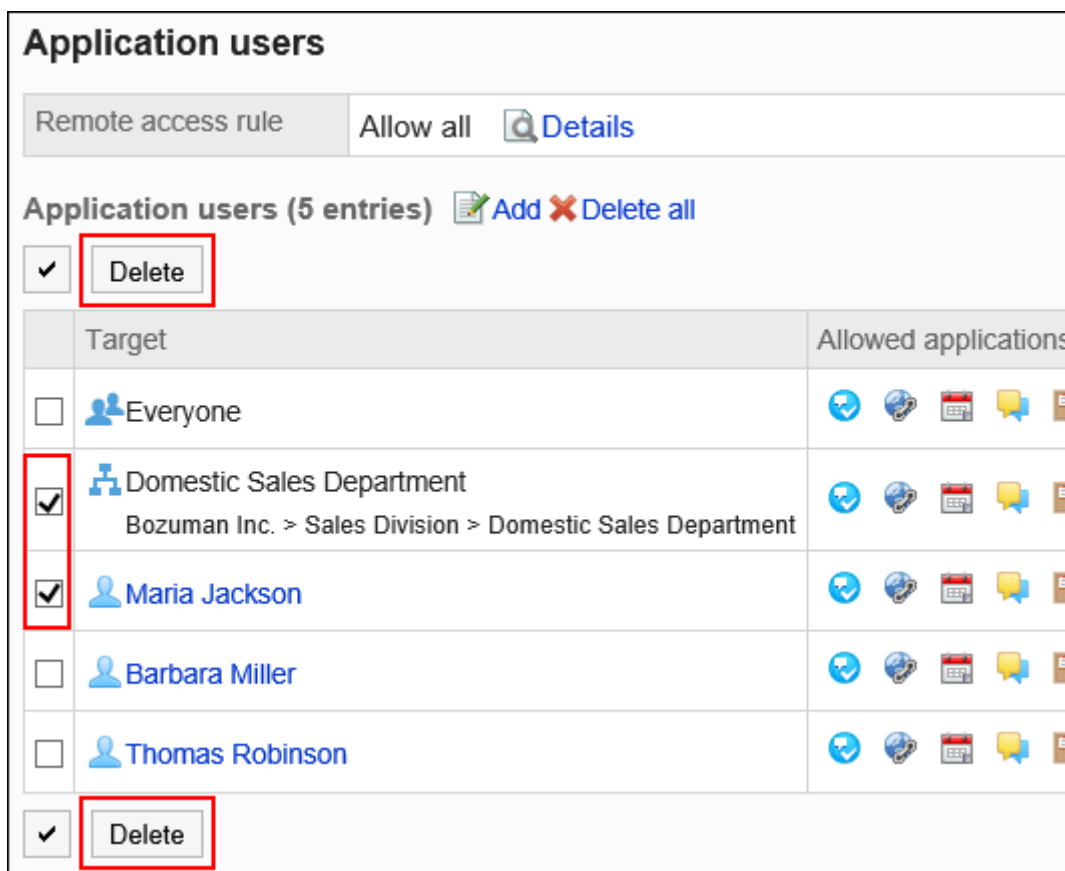 Application users
Remote access rule Allow all Details
Application users (5 entries) Add Delete all
Delete
Target Allowed applications
Everyone
Domestic Sales Department
Bozuman Inc. > Sales Division > Domestic Sales Department
Maria Jackson
Barbara Miller
Thomas Robinson
Delete